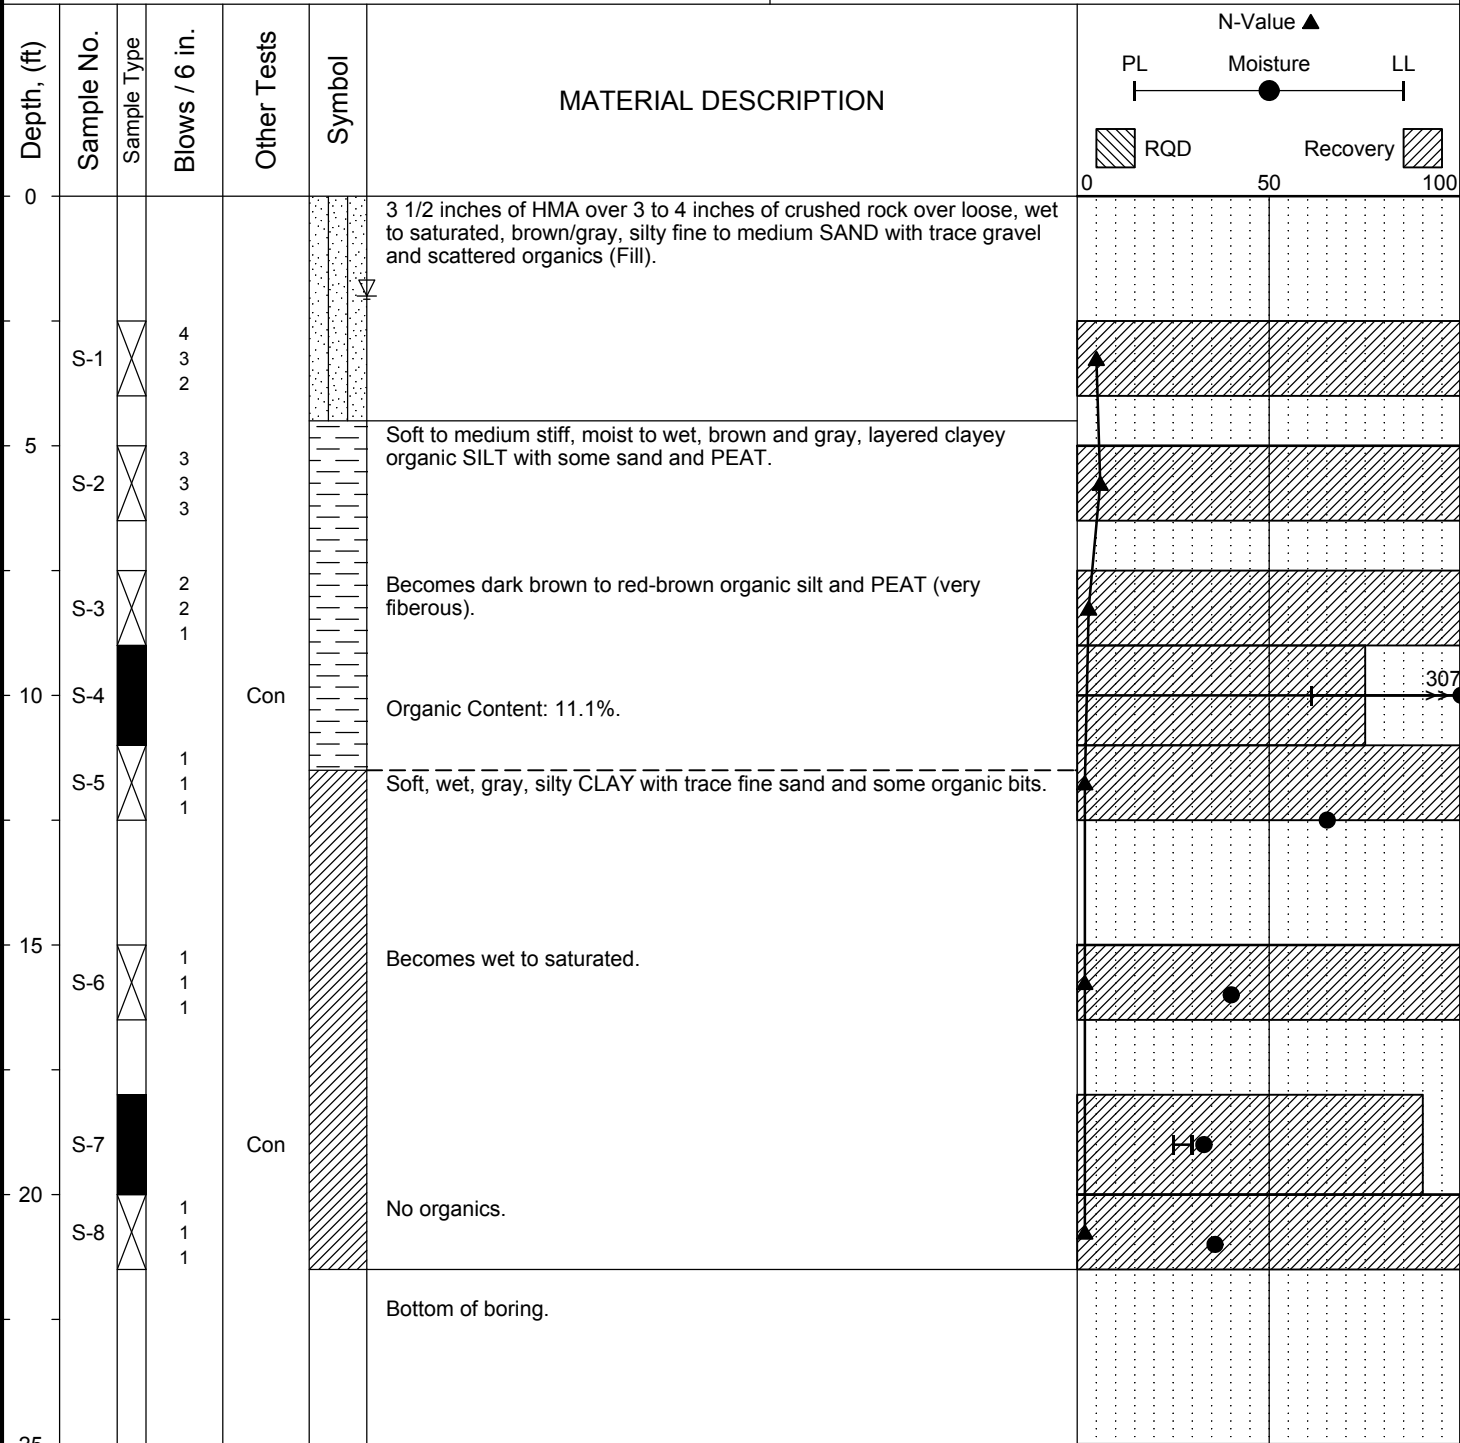 Depth, (ft)
Sample No.
Sample Type
Blows / 6 in.
Other Tests
Symbol
MATERIAL DESCRIPTION
N-Value
PL Moisture LL
RQD Recovery
0 50 100
0
3 1/2 inches of HMA over 3 to 4 inches of crushed rock over loose, wet
to saturated, brown/gray, silty fine to medium SAND with trace gravel
and scattered organics (Fill).
4
S-1 3
2
Soft to medium stiff, moist to wet, brown and gray, layered clayey
organic SILT with some sand and PEAT.
5
3
S-2 3
3
Becomes dark brown to red-brown organic silt and PEAT (very
fiberous).
2
S-3 2
1
307
10 S-4 Con
Organic Content: 11.1%.
1
S-5 1
1
Soft, wet, gray, silty CLAY with trace fine sand and some organic bits.
15
Becomes wet to saturated.
1
S-6 1
1
S-7 Con
20
No organics.
1
S-8 1
1
Bottom of boring.
25